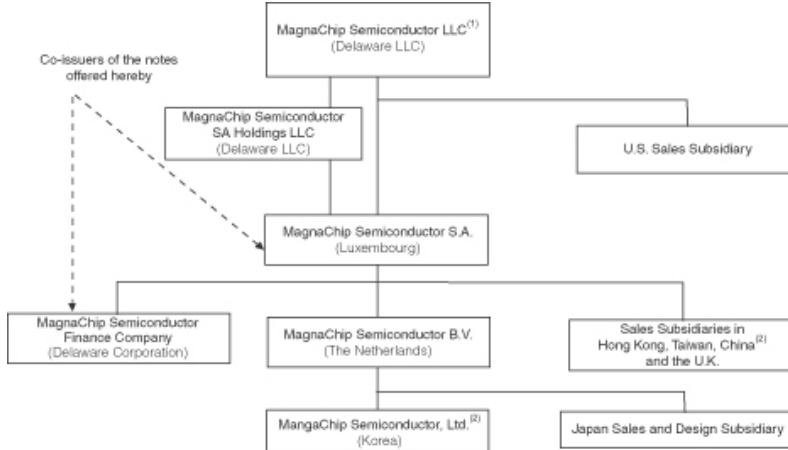 MagnaChip Semiconductor LLC(1)
(Delaware LLC)
Co-issuers of the notes
offered hereby
MagnaChip Semiconductor
SA Holdings LLC
(Delaware LLC)
U.S. Sales Subsidiary
MagnaChip Semiconductor S.A.
(Luxembourg)
MagnaChip Semiconductor
Finance Company
(Delaware Corporation)
MagnaChip Semiconductor B.V.
(The Netherlands)
Sales Subsidiaries in
Hong Kong, Taiwan, China(2)
and the U.K.
MangaChip Semiconductor, Ltd.(2)
(Korea)
Japan Sales and Design Subsidiary